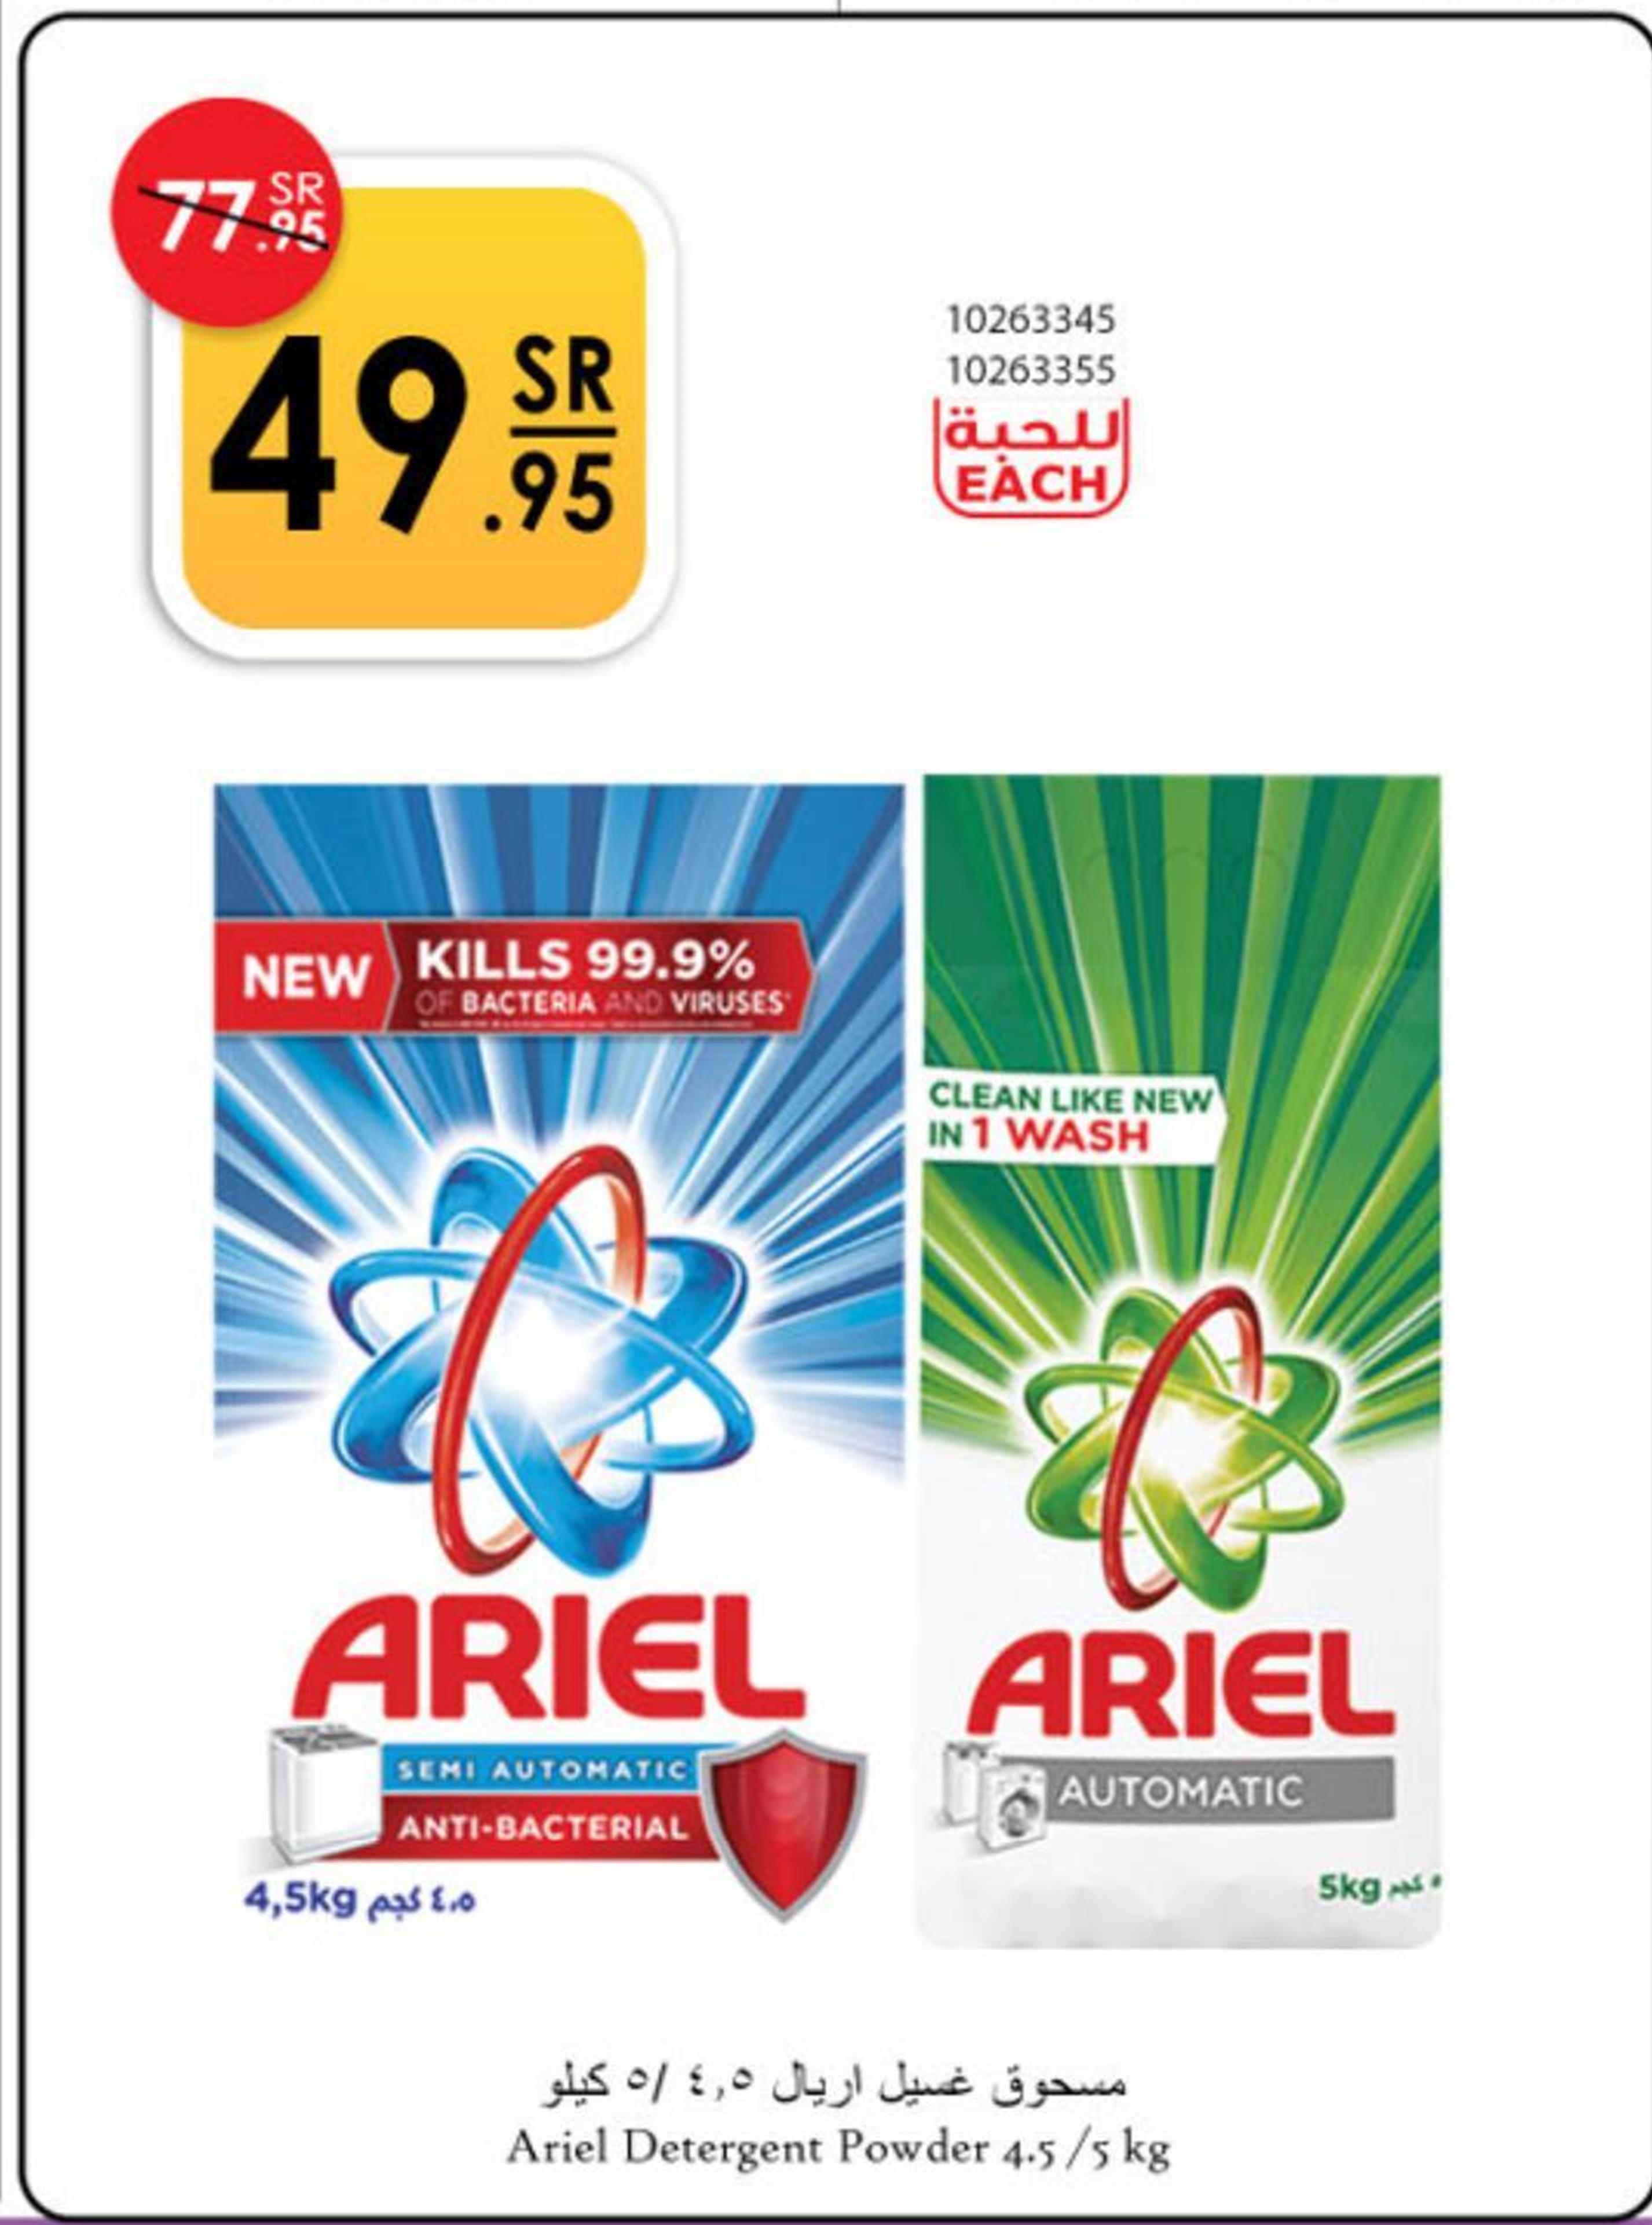 77 SR .95
49 SR .95
10263345
10263355
للحبة
EACH
NEW
KILLS 99.9%
OF BACTERIA AND VIRUSES*
ARIEL
SEMI AUTOMATIC
ANTI-BACTERIAL
4,5kg ٤،٥ كجم
CLEAN LIKE NEW
IN 1 WASH
ARIEL
AUTOMATIC
5kg ٥ كجم
مسحوق غسيل اريال ٤,٥ /٥ كيلو
Ariel Detergent Powder 4.5 /5 kg